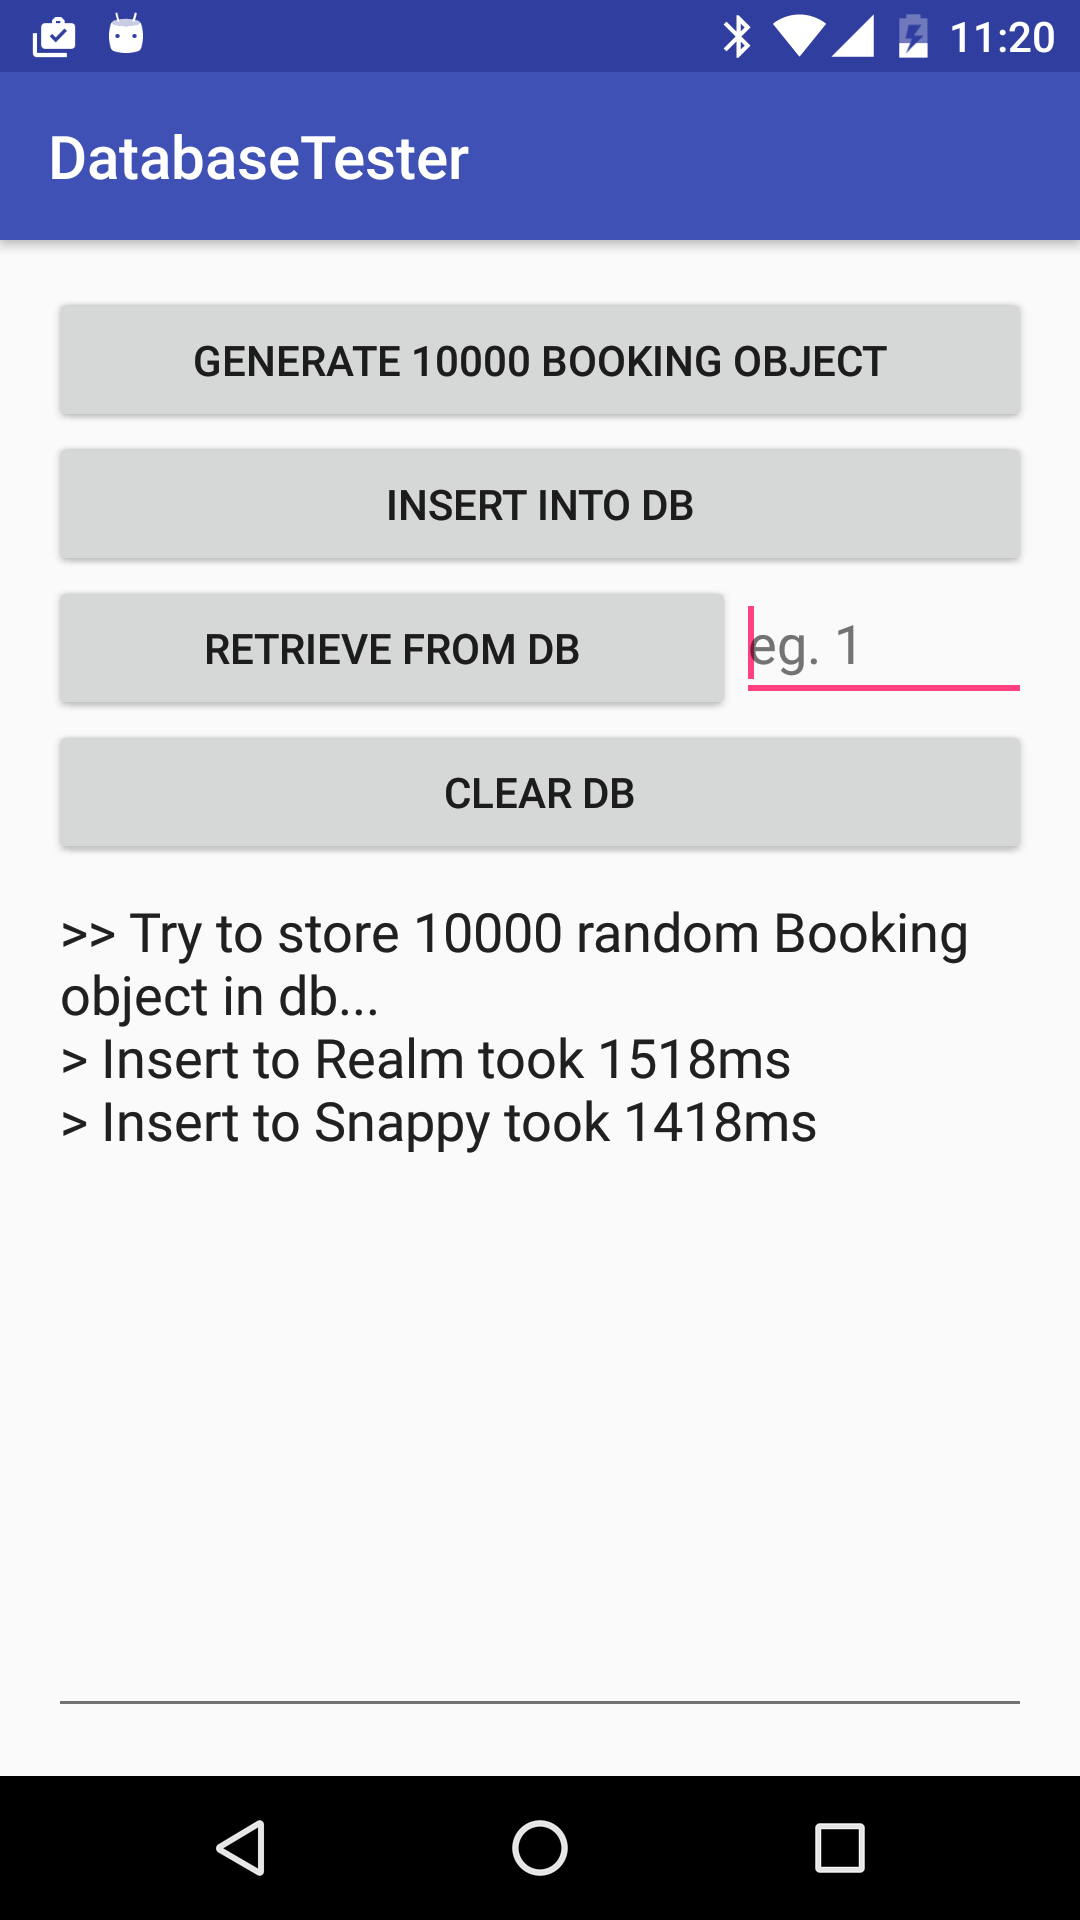 11:20
DatabaseTester
GENERATE 10000 BOOKING OBJECT
INSERT INTO DB
RETRIEVE FROM DB
eg. 1
CLEAR DB
>> Try to store 10000 random Booking
object in db...
> Insert to Realm took 1518ms
> Insert to Snappy took 1418ms